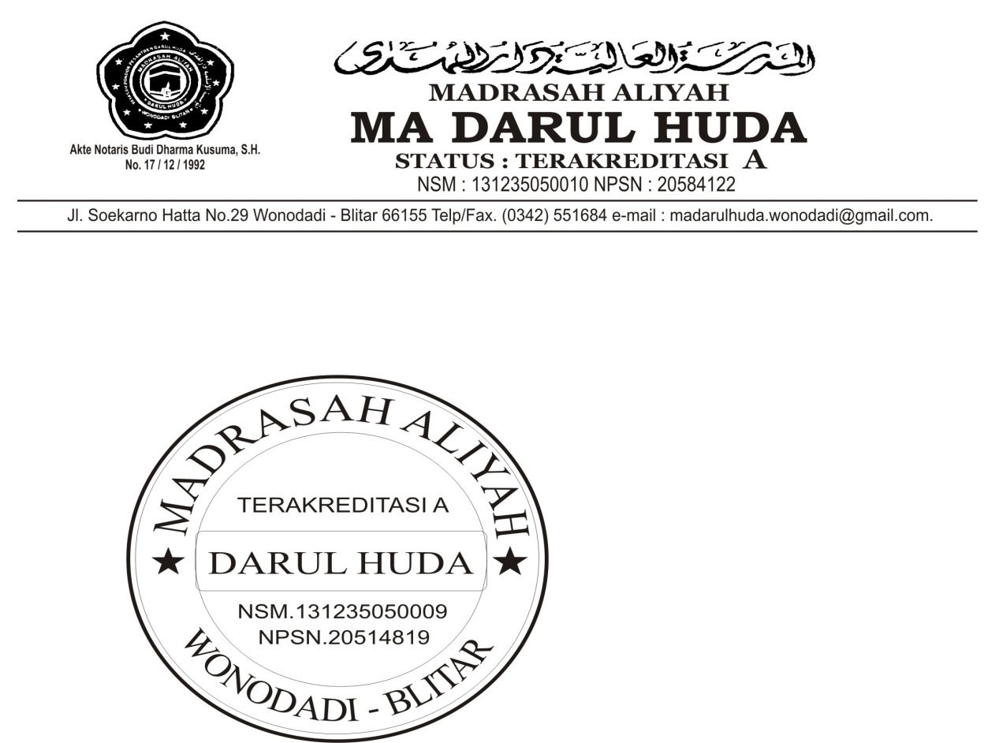 المدرسة العالية دار الهدى
MADRASAH ALIYAH
MA DARUL HUDA
STATUS : TERAKREDITASI A
NSM : 131235050010 NPSN : 20584122
MADRASAH ALIYAH
DARUL HUDA
WONODADI BLITAR
Akte Notaris Budi Dharma Kusuma, S.H.
No. 17 / 12 / 1992
Jl. Soekarno Hatta No.29 Wonodadi - Blitar 66155 Telp/Fax. (0342) 551684 e-mail : madarulhuda.wonodadi@gmail.com.
MADRASAH ALIYAH
TERAKREDITASI A
DARUL HUDA
NSM.131235050009
NPSN.20514819
WONODADI - BLITAR